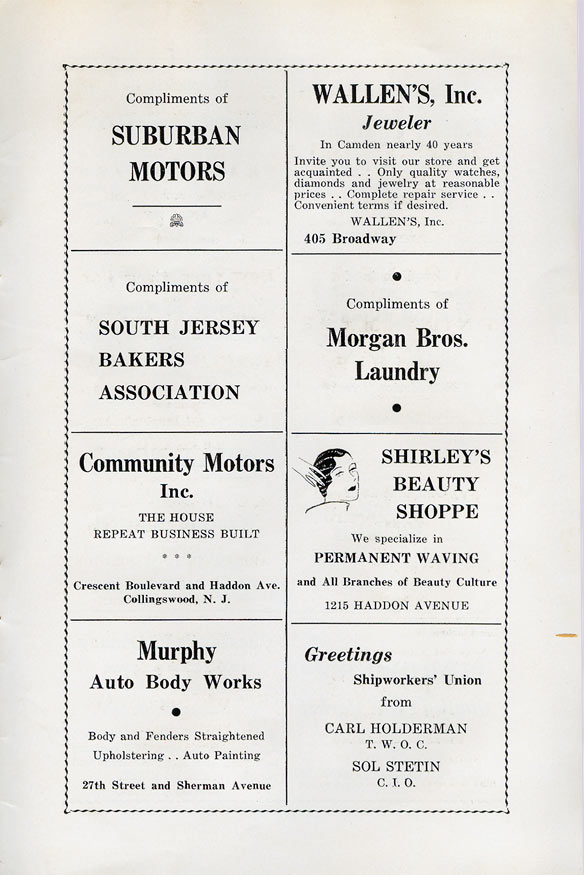 Compliments of
SUBURBAN
MOTORS
Compliments of
SOUTH JERSEY
BAKERS
ASSOCIATION
Community Motors
Inc.
THE HOUSE
REPEAT BUSINESS BUILT
* * *
Crescent Boulevard and Haddon Ave.
Collingswood, N. J.
Murphy
Auto Body Works
Body and Fenders Straightened
Upholstering . . Auto Painting
27th Street and Sherman Avenue
WALLEN'S, Inc.
Jeweler
In Camden nearly 40 years
Invite you to visit our store and get
acquainted . . Only quality watches,
diamonds and jewelry at reasonable
prices . . Complete repair service . .
Convenient terms if desired.
WALLEN'S, Inc.
405 Broadway
Compliments of
Morgan Bros.
Laundry
SHIRLEY'S
BEAUTY
SHOPPE
We specialize in
PERMANENT WAVING
and All Branches of Beauty Culture
1215 HADDON AVENUE
Greetings
Shipworkers' Union
from
CARL HOLDERMAN
T. W. O. C.
SOL STETIN
C. I. O.